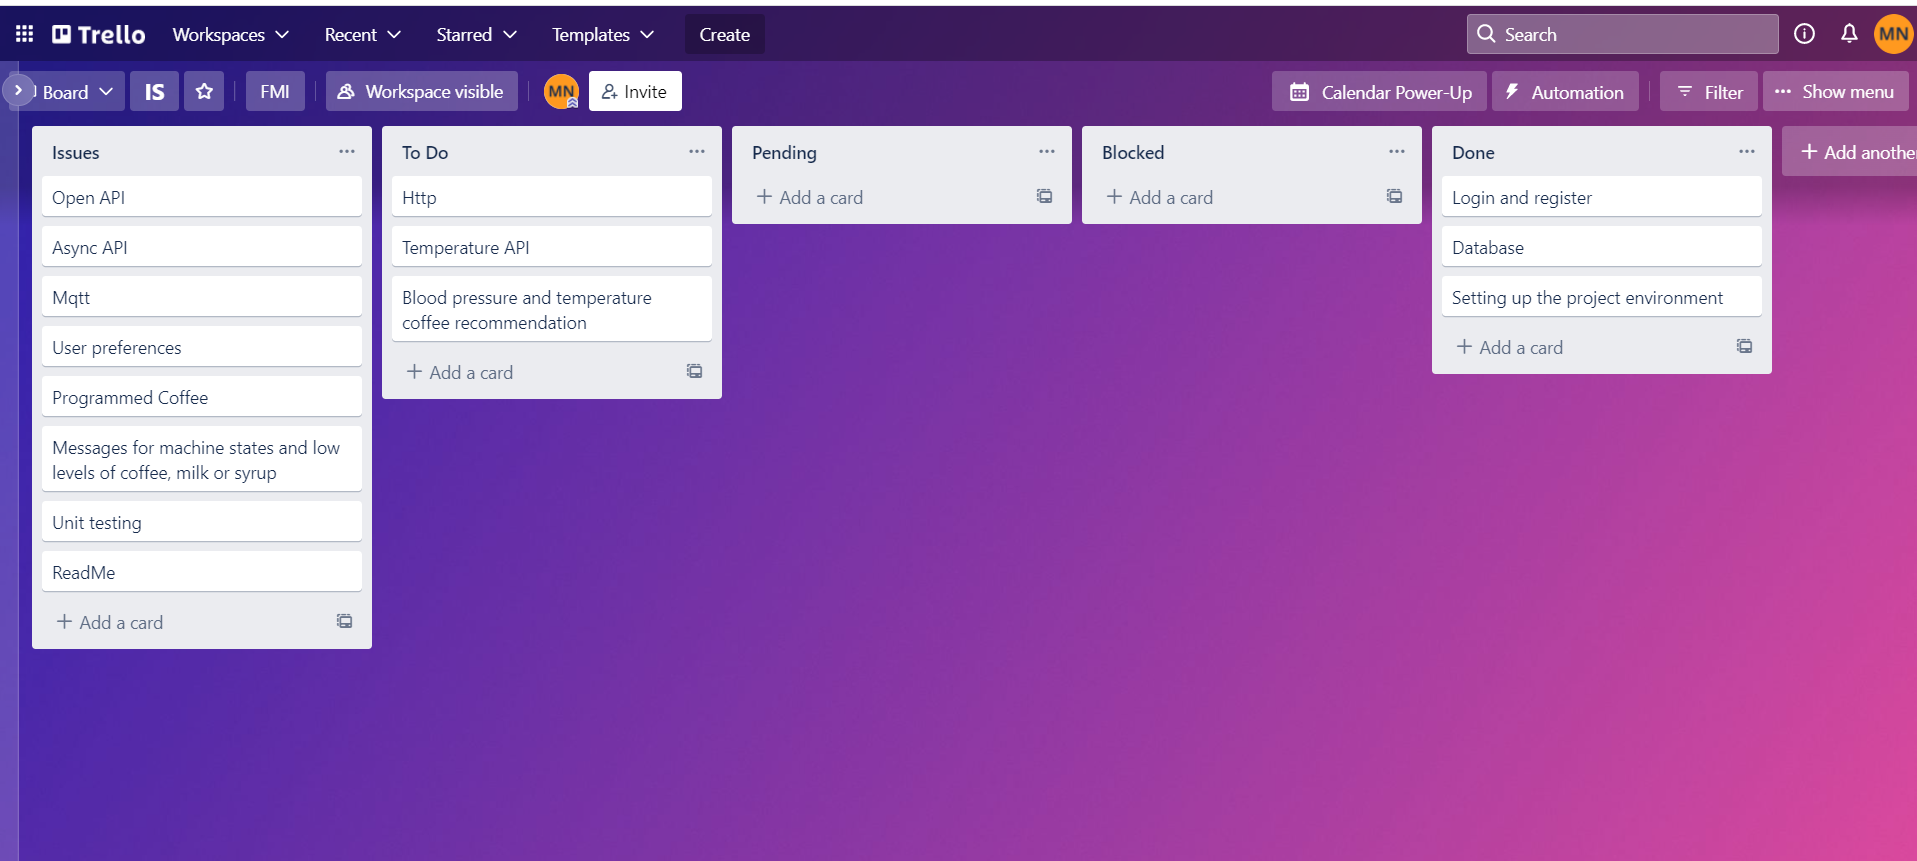 Trello
Workspaces
Recent
Starred
Templates
Create
Search
MN
Board
IS
FMI
Workspace visible
MN
Invite
Calendar Power-Up
Automation
Filter
Show menu
Issues
Open API
Async API
Mqtt
User preferences
Programmed Coffee
Messages for machine states and low
levels of coffee, milk or syrup
Unit testing
ReadMe
+ Add a card
To Do
Http
Temperature API
Blood pressure and temperature
coffee recommendation
+ Add a card
Pending
+ Add a card
Blocked
+ Add a card
Done
Login and register
Database
Setting up the project environment
+ Add a card
+ Add another